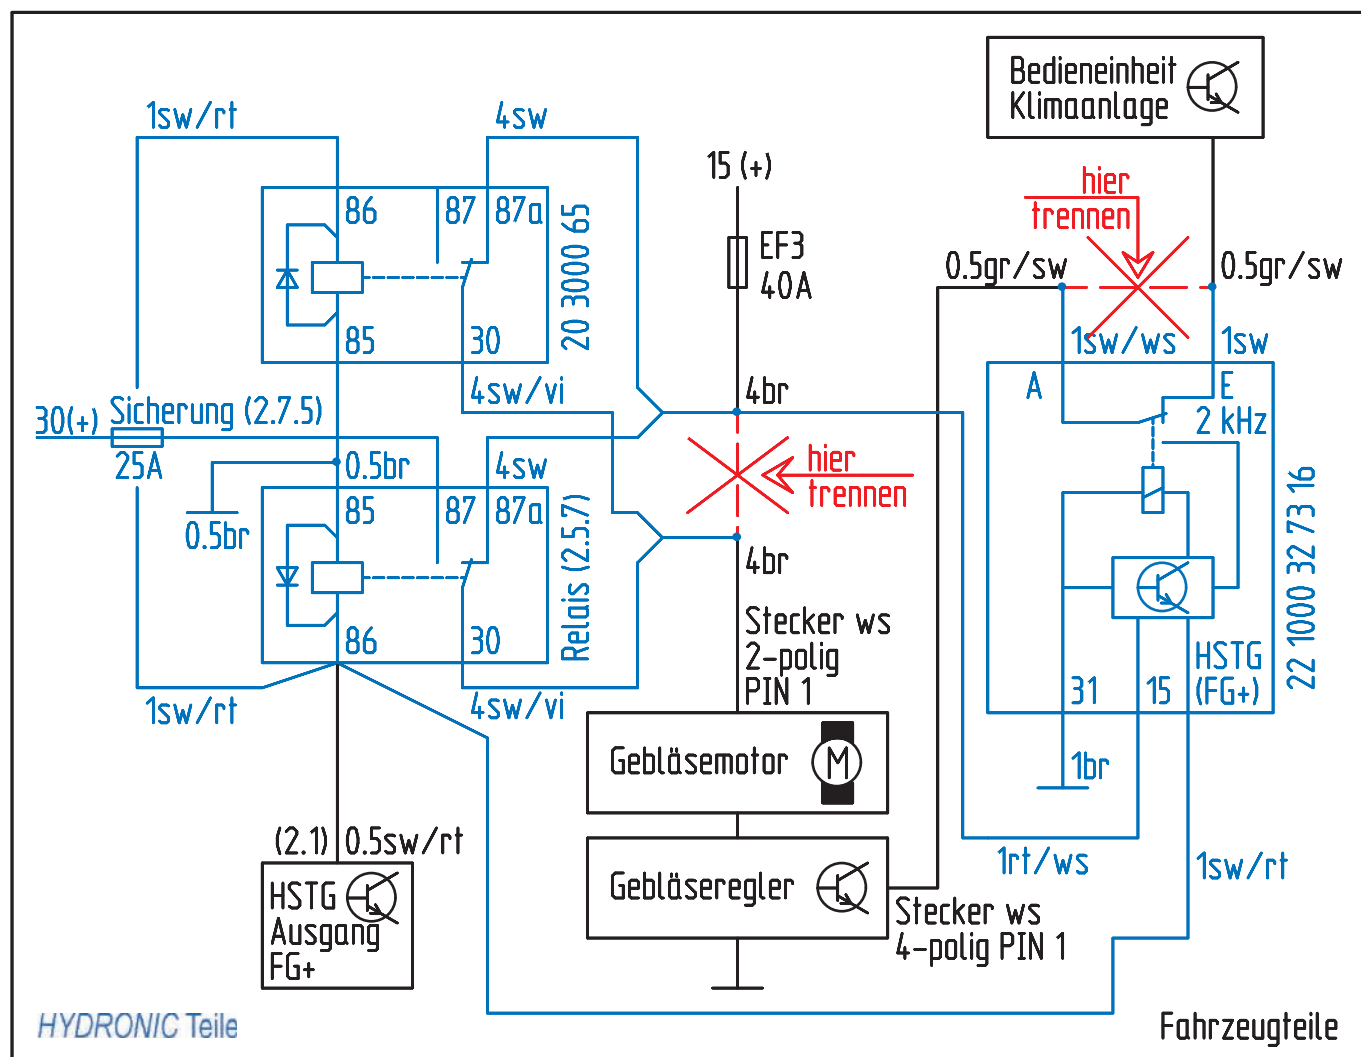 Bedieneinheit
Klimaanlage
1sw/rt
4sw
15 (+)
hier
trennen
86
87
87a
20 3000 65
EF3
40A
0.5gr/sw
0.5gr/sw
85
30
1sw/ws
1sw
A
E
2 kHz
4sw/vi
4br
30(+)
Sicherung (2.7.5)
25A
0.5br
4sw
hier
trennen
0.5br
85
87
87a
Relais (2.5.7)
22 1000 32 73 16
4br
86
30
Stecker ws
2-polig
PIN 1
HSTG
(FG+)
31
15
1sw/rt
4sw/vi
Gebläsemotor
M
1br
(2.1)
0.5sw/rt
1rt/ws
1sw/rt
HSTG
Ausgang
FG+
Gebläseregler
Stecker ws
4-polig PIN 1
HYDRONIC Teile
Fahrzeugteile